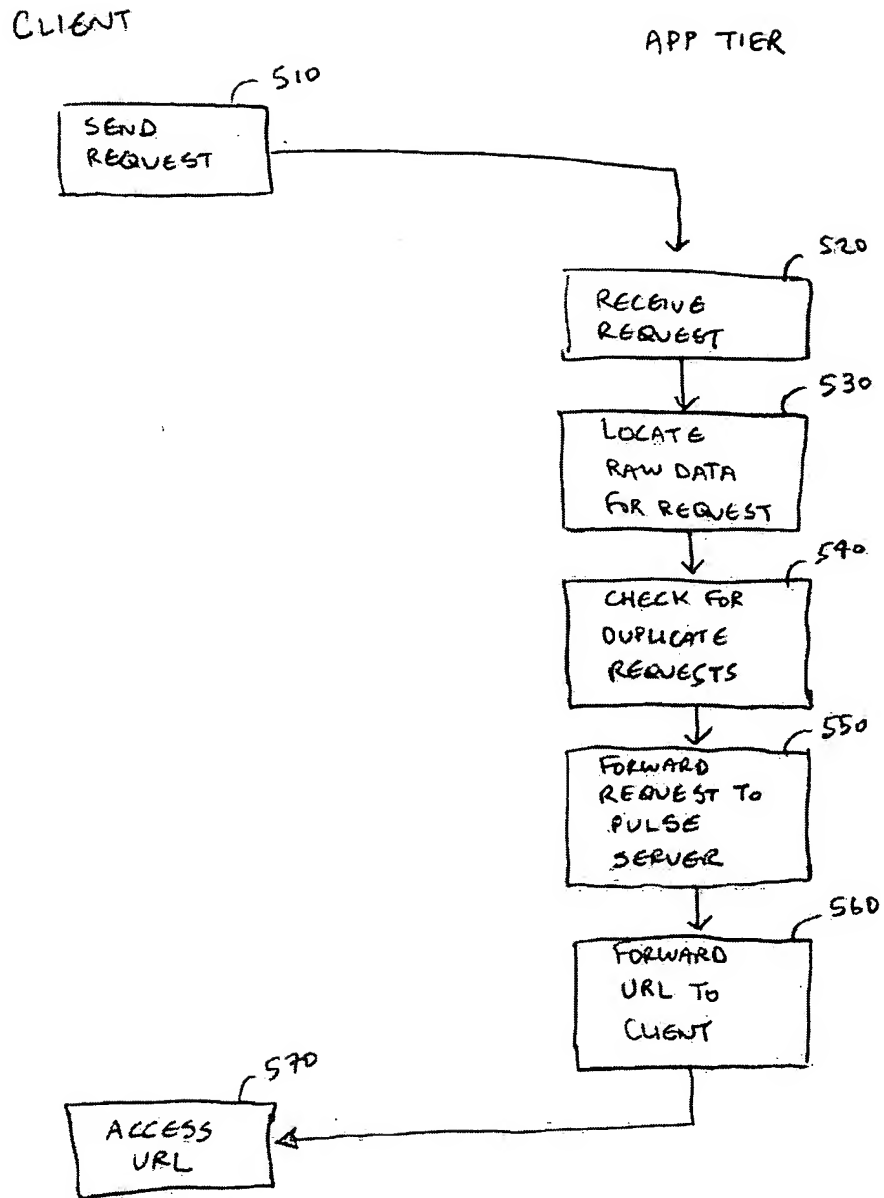 CLIENT
APP TIER
510
SEND
REQUEST
520
RECEIVE
REQUEST
530
LOCATE
RAW DATA
FOR REQUEST
540
CHECK FOR
DUPLICATE
REQUESTS
550
FORWARD
REQUEST TO
PULSE
SERVER
560
FORWARD
URL TO
CLIENT
570
ACCESS
URL